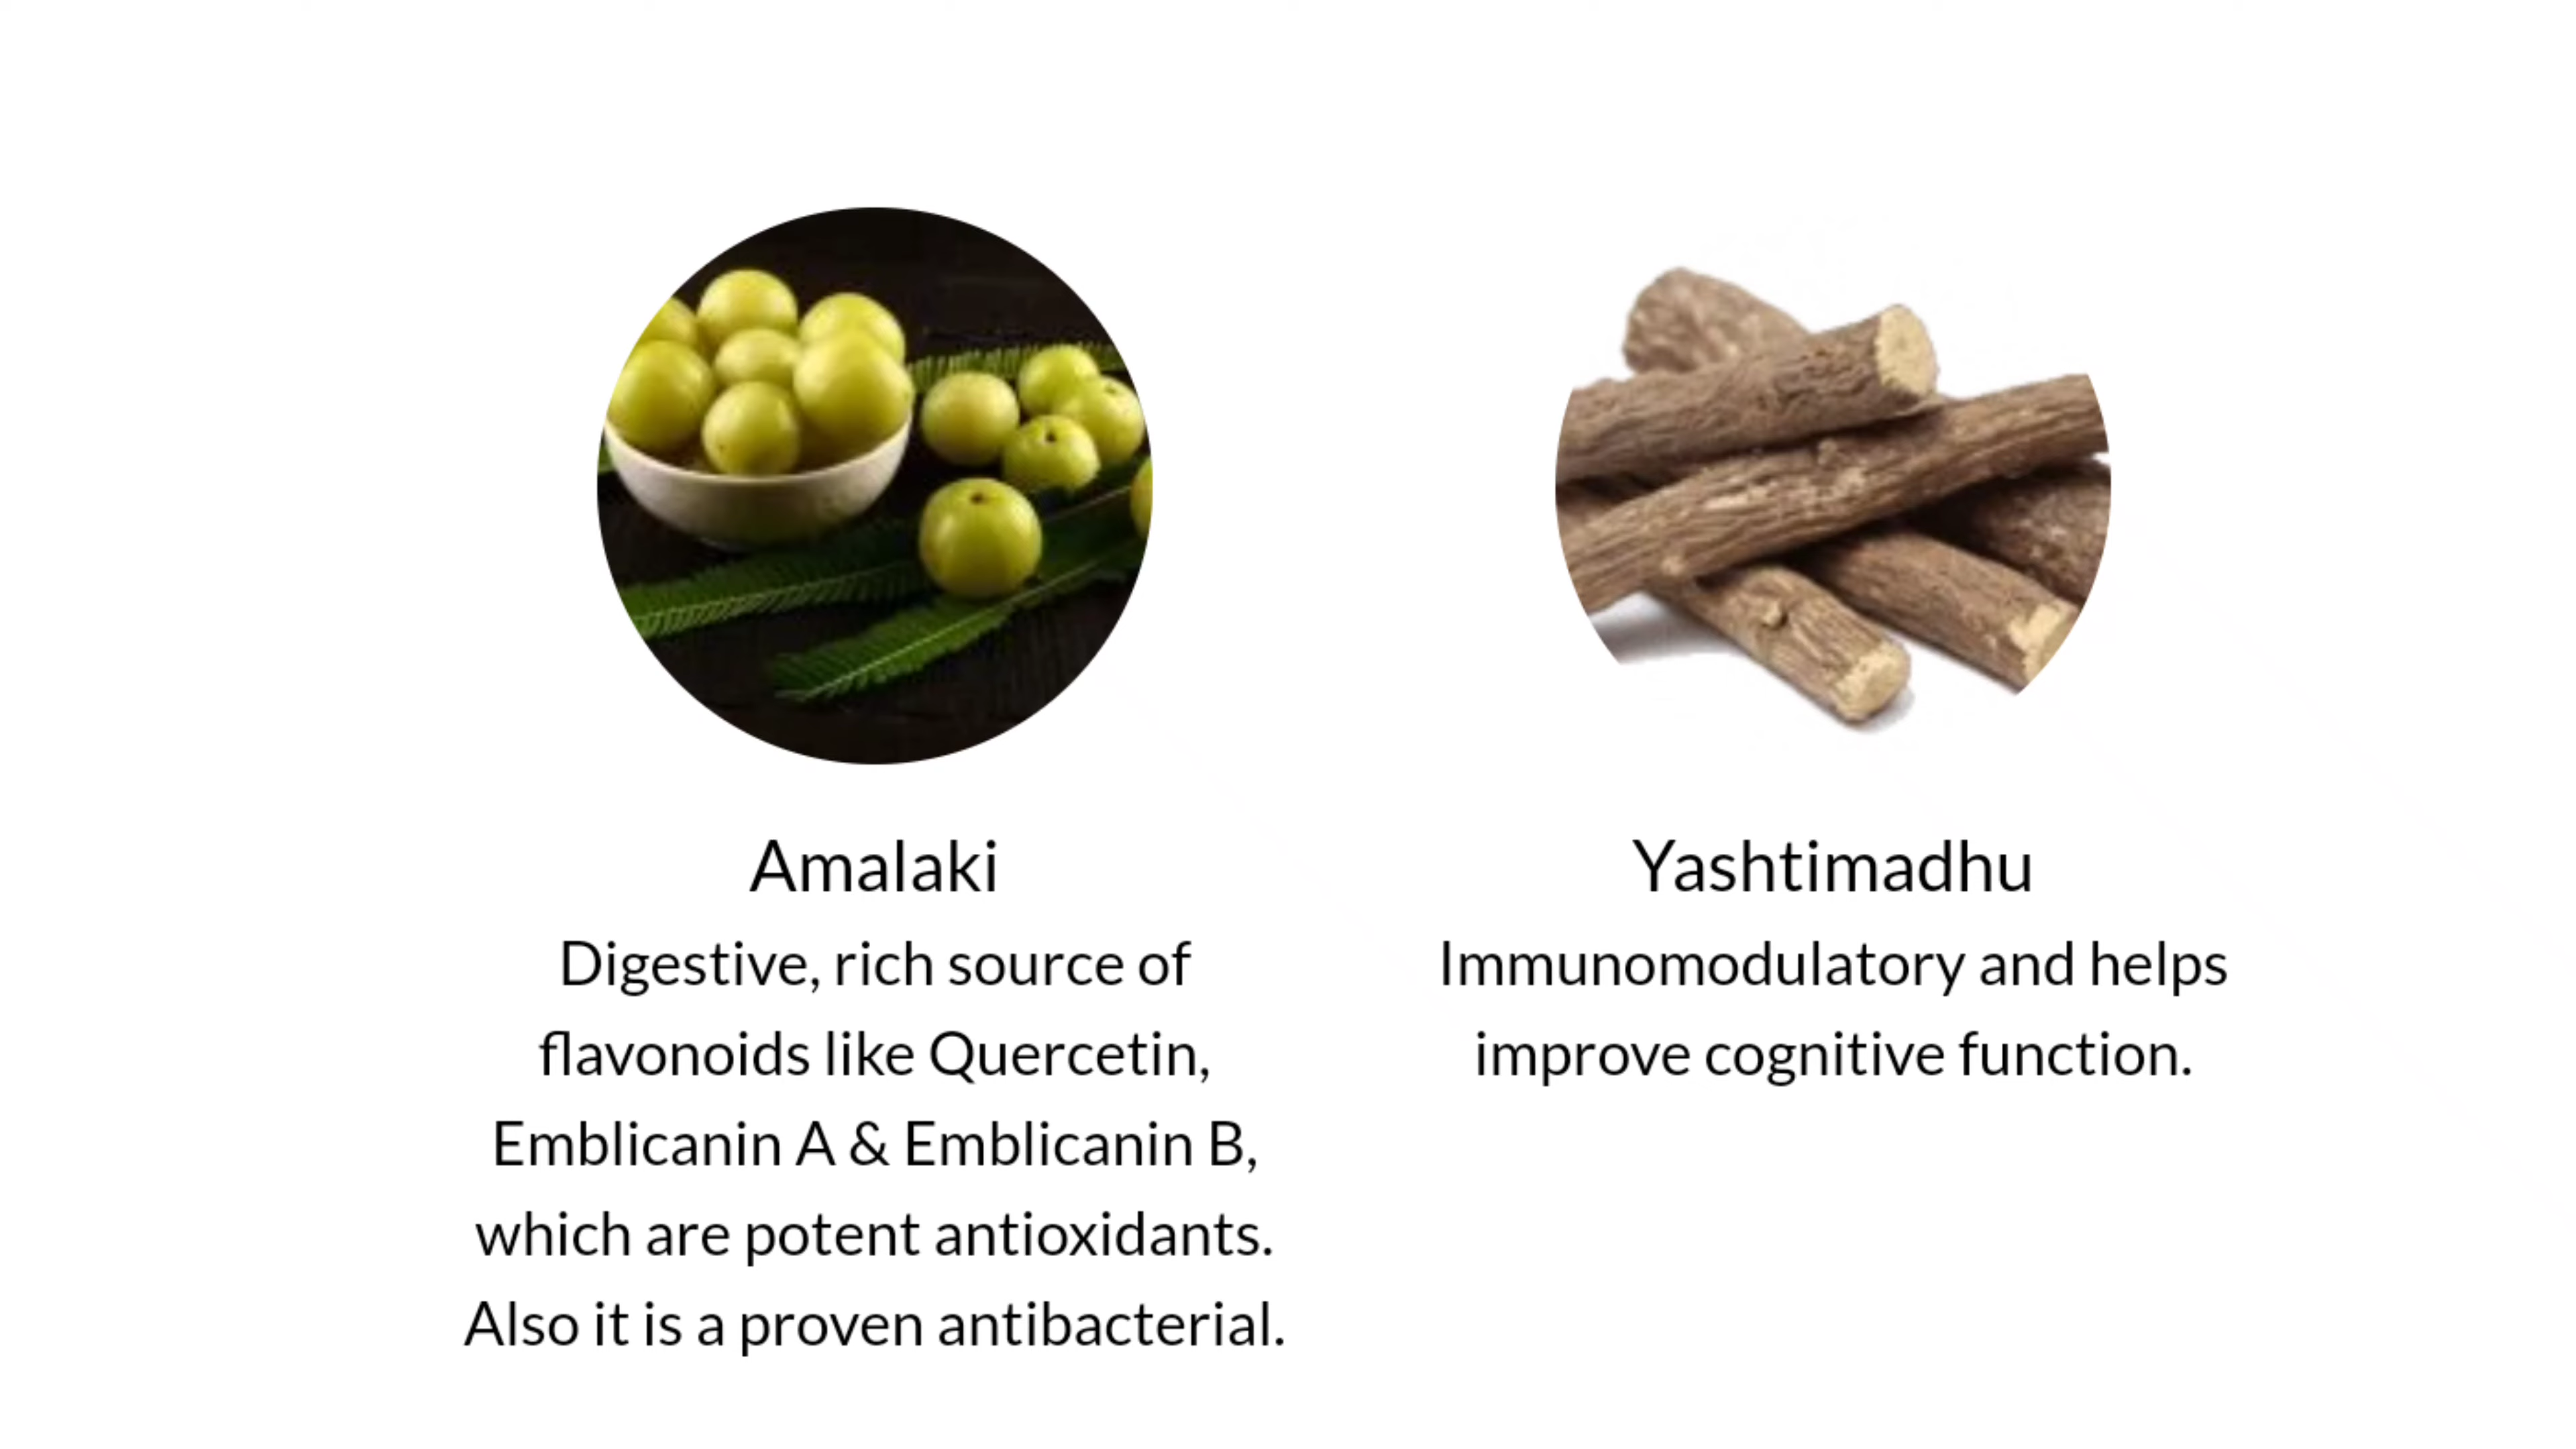 Amalaki
Digestive, rich source of
flavonoids like Quercetin,
Emblicanin A & Emblicanin B,
which are potent antioxidants.
Also it is a proven antibacterial.
Yashtimadhu
Immunomodulatory and helps
improve cognitive function.